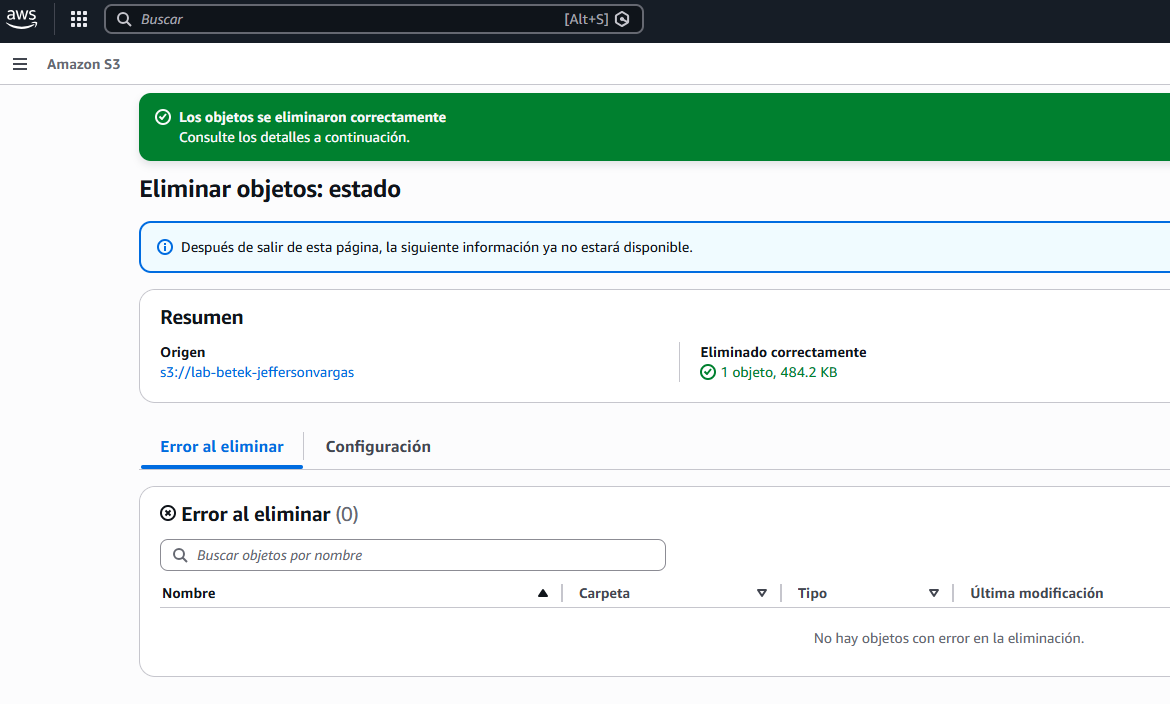 aws
Buscar [Alt+S]
Amazon S3
Los objetos se eliminaron correctamente
Consulte los detalles a continuación.
Eliminar objetos: estado
Después de salir de esta página, la siguiente información ya no estará disponible.
Resumen
Origen
s3://lab-betek-jeffersonvargas
Eliminado correctamente
1 objeto, 484.2 KB
Error al eliminar
Configuración
Error al eliminar (0)
Buscar objetos por nombre
Nombre Carpeta Tipo Última modificación
No hay objetos con error en la eliminación.